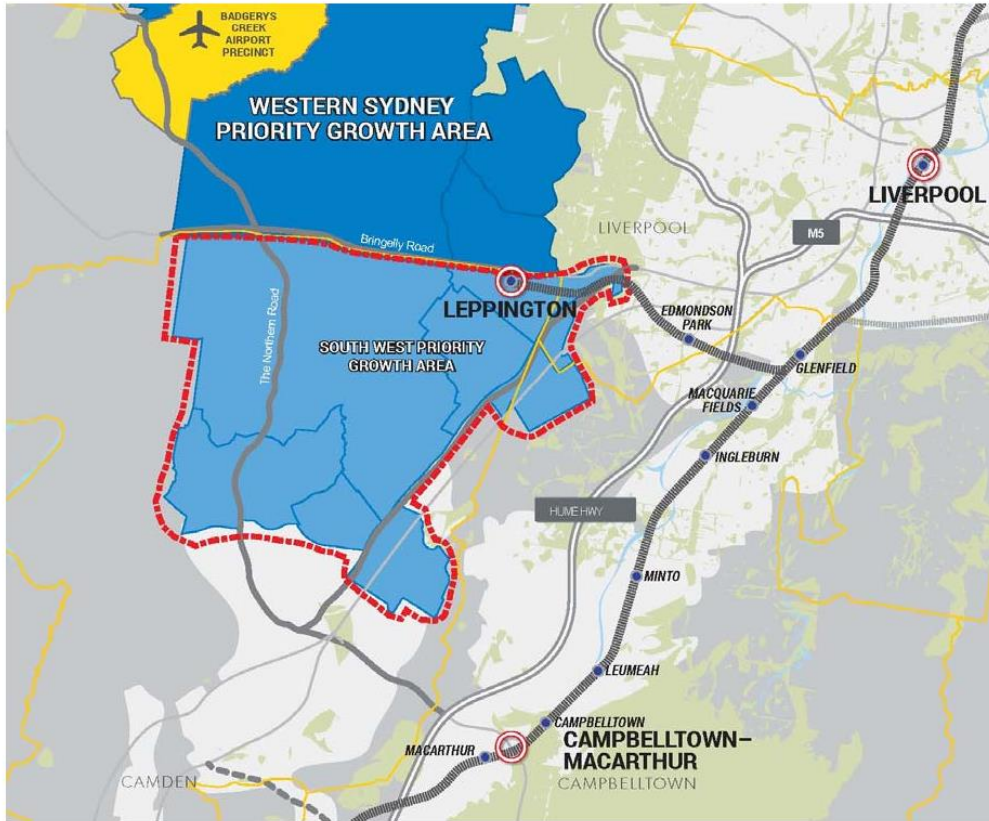 BADGERYS
CREEK
AIRPORT
PRECINCT
WESTERN SYDNEY
PRIORITY GROWTH AREA
LIVERPOOL
LIVERPOOL
M5
Bringelly Road
LEPPINGTON
The Northern Road
SOUTH WEST PRIORITY
GROWTH AREA
EDMONDSON
PARK
GLENFIELD
MACQUARIE
FIELDS
INGLEBURN
HUME HWY
MINTO
LEUMEAH
CAMPBELLTOWN
CAMPBELLTOWN–
MACARTHUR
MACARTHUR
CAMPBELLTOWN
CAMDEN